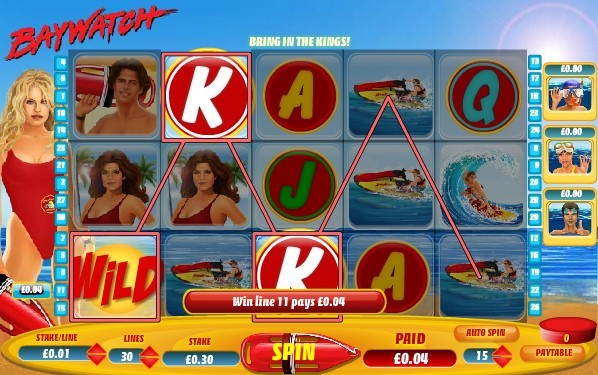 BAYWATCH
BRING IN THE KINGS!
K
A
Q
J
WILD
K
A
Win line 11 pays £0.04
£0.00
£0.00
£0.00
£0.04
STAKE/LINE
£0.01
LINES
30
STAKE
£0.30
SPIN
PAID
£0.04
AUTO SPIN
15
0
PAYTABLE